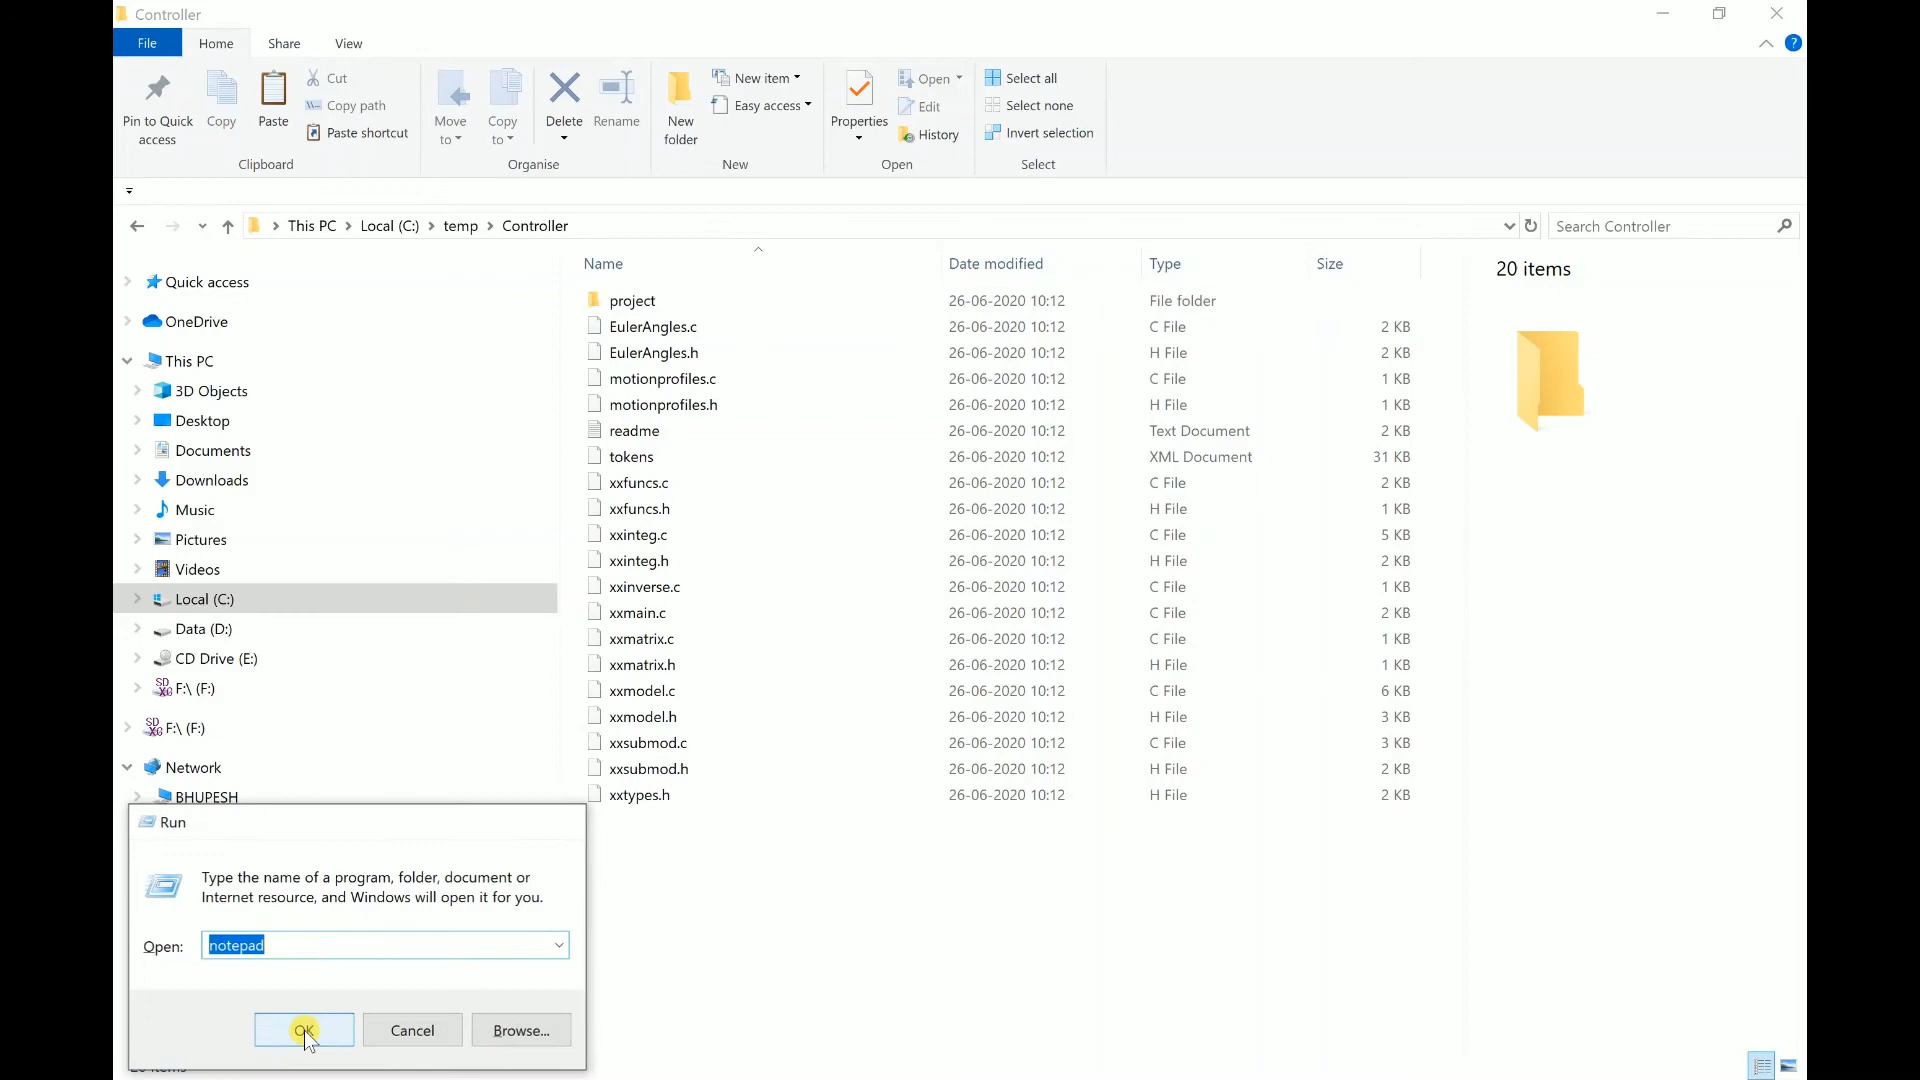 Controller
File Home Share View
Pin to Quick access
Copy
Paste
Cut
Copy path
Paste shortcut
Clipboard
Move to
Copy to
Delete
Rename
Organise
New folder
New item
Easy access
New
Properties
Open
Edit
History
Open
Select all
Select none
Invert selection
Select
This PC Local (C:) temp Controller
Search Controller
Quick access
OneDrive
This PC
3D Objects
Desktop
Documents
Downloads
Music
Pictures
Videos
Local (C:)
Data (D:)
CD Drive (E:)
SD XC F:\ (F:)
SD XC F:\ (F:)
Network
BHUPESH
Name Date modified Type Size
project 26-06-2020 10:12 File folder
EulerAngles.c 26-06-2020 10:12 C File 2 KB
EulerAngles.h 26-06-2020 10:12 H File 2 KB
motionprofiles.c 26-06-2020 10:12 C File 1 KB
motionprofiles.h 26-06-2020 10:12 H File 1 KB
readme 26-06-2020 10:12 Text Document 2 KB
tokens 26-06-2020 10:12 XML Document 31 KB
xxfuncs.c 26-06-2020 10:12 C File 2 KB
xxfuncs.h 26-06-2020 10:12 H File 1 KB
xxinteg.c 26-06-2020 10:12 C File 5 KB
xxinteg.h 26-06-2020 10:12 H File 2 KB
xxinverse.c 26-06-2020 10:12 C File 1 KB
xxmain.c 26-06-2020 10:12 C File 2 KB
xxmatrix.c 26-06-2020 10:12 C File 1 KB
xxmatrix.h 26-06-2020 10:12 H File 1 KB
xxmodel.c 26-06-2020 10:12 C File 6 KB
xxmodel.h 26-06-2020 10:12 H File 3 KB
xxsubmod.c 26-06-2020 10:12 C File 3 KB
xxsubmod.h 26-06-2020 10:12 H File 2 KB
xxtypes.h 26-06-2020 10:12 H File 2 KB
20 items
Run
Type the name of a program, folder, document or
Internet resource, and Windows will open it for you.
Open: notepad
OK Cancel Browse...